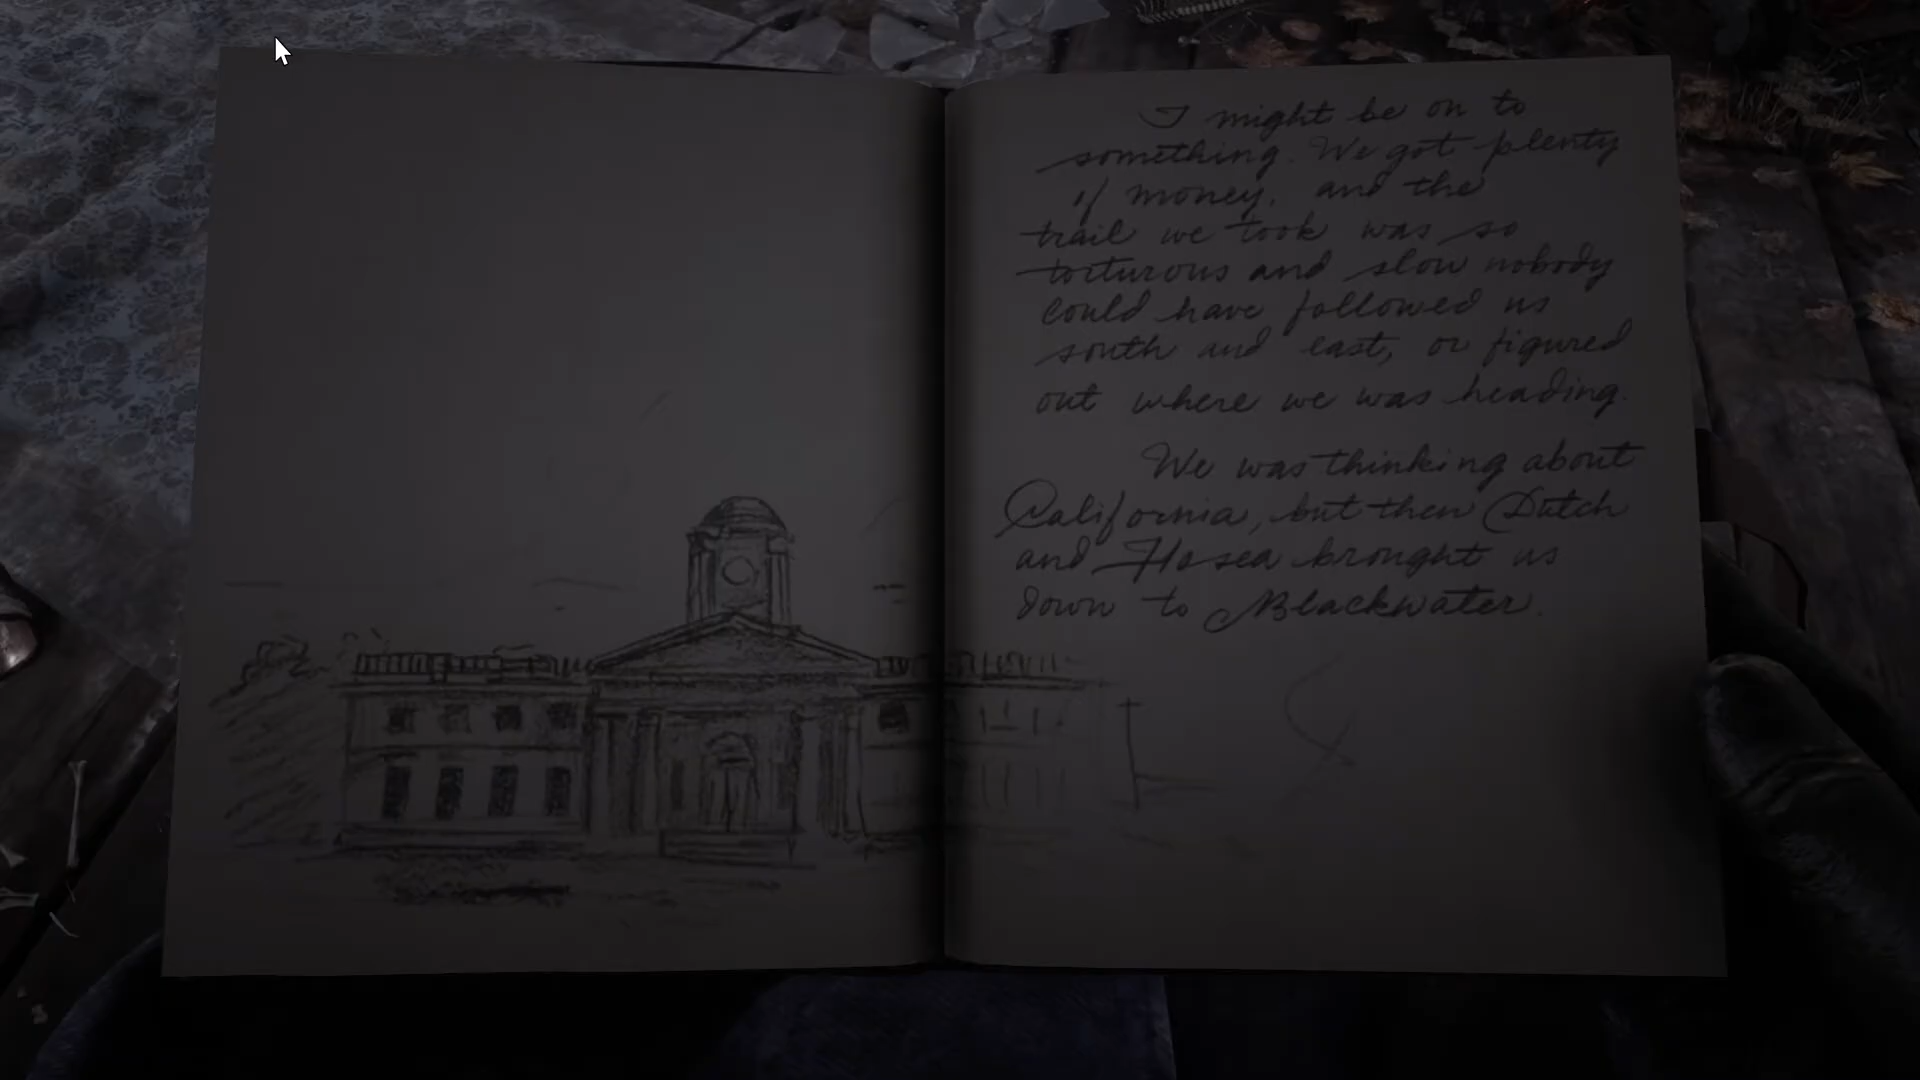 I might be on to
something. We got plenty
if money, and the
trail we took was so
torturous and slow nobody
could have followed us
south and east, or figured
out where we was heading.
We was thinking about
California, but then Dutch
and Hosea brought us
down to Blackwater.